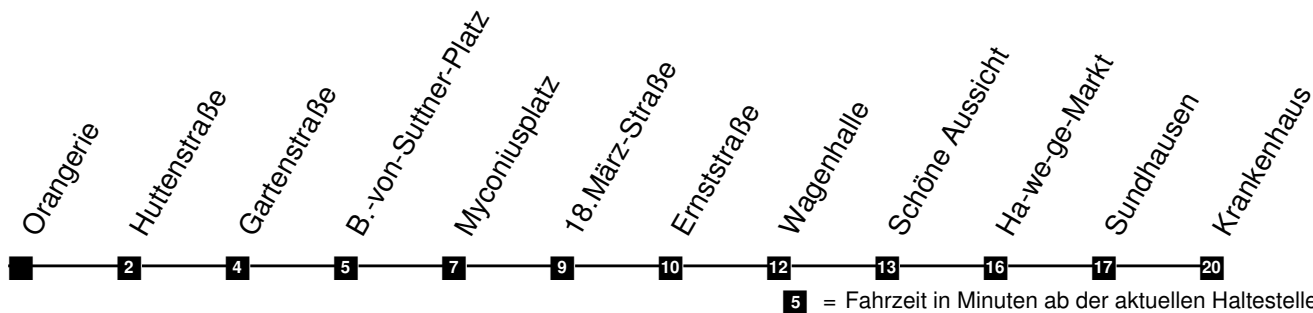 Orangerie
Huttenstraße
Gartenstraße
B.-von-Suttner-Platz
Myconiusplatz
18.März-Straße
Ernststraße
Wagenhalle
Schöne Aussicht
Ha-we-ge-Markt
Sundhausen
Krankenhaus
2 4 5 7 9 10 12 13 16 17 20
5 = Fahrzeit in Minuten ab der aktuellen Haltestelle